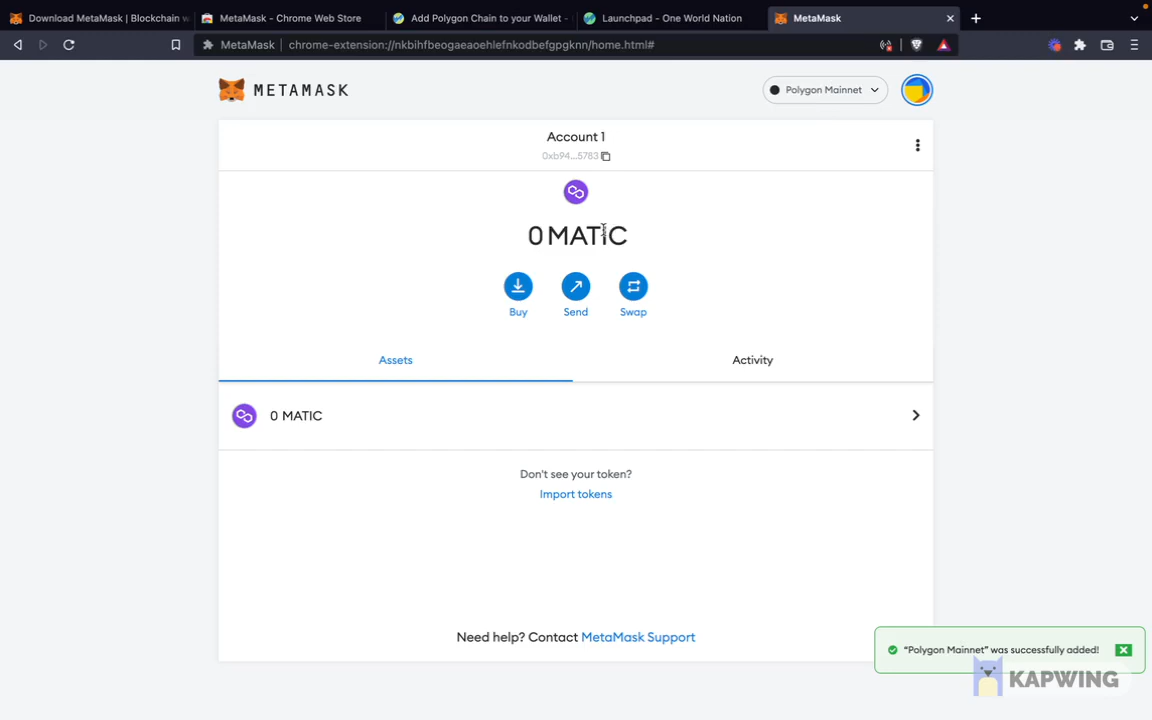 Download MetaMask | Blockchain w
MetaMask - Chrome Web Store
Add Polygon Chain to your Wallet -
Launchpad - One World Nation
MetaMask
MetaMask
chrome-extension://nkbihfbeogaeaoehlefnkodbefgpgknn/home.html#
METAMASK
Polygon Mainnet
Account 1
0xb94...5783
0 MATIC
Buy
Send
Swap
Assets
Activity
0 MATIC
Don't see your token?
Import tokens
Need help? Contact MetaMask Support
“Polygon Mainnet” was successfully added!
KAPWING